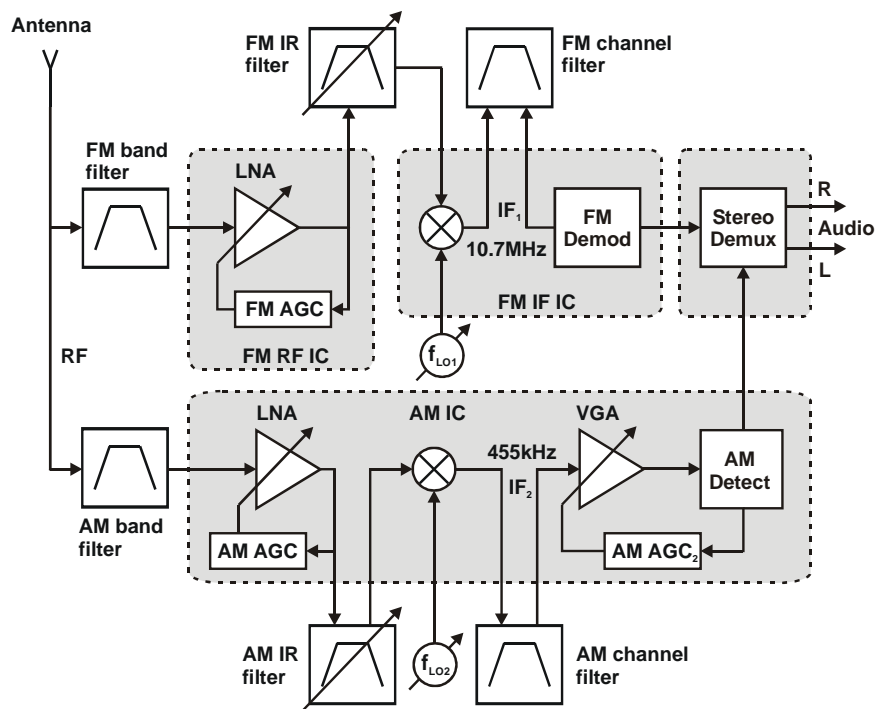 Antenna
FM IR
filter
FM channel
filter
FM band
filter
LNA
FM AGC
FM RF IC
IF₁
10.7MHz
FM
Demod
FM IF IC
Stereo
Demux
R
Audio
L
RF
f_LO1
AM band
filter
LNA
AM AGC
AM IC
455kHz
IF₂
VGA
AM AGC₂
AM
Detect
AM IR
filter
f_LO2
AM channel
filter